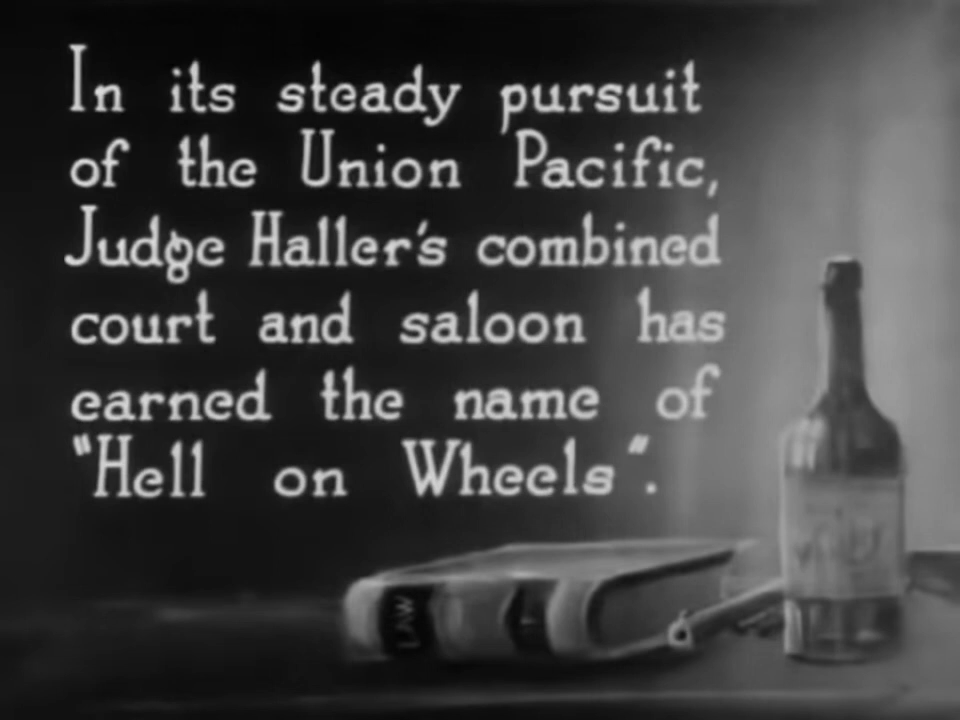 In its steady pursuit
of the Union Pacific,
Judge Haller's combined
court and saloon has
earned the name of
"Hell on Wheels".
LAW